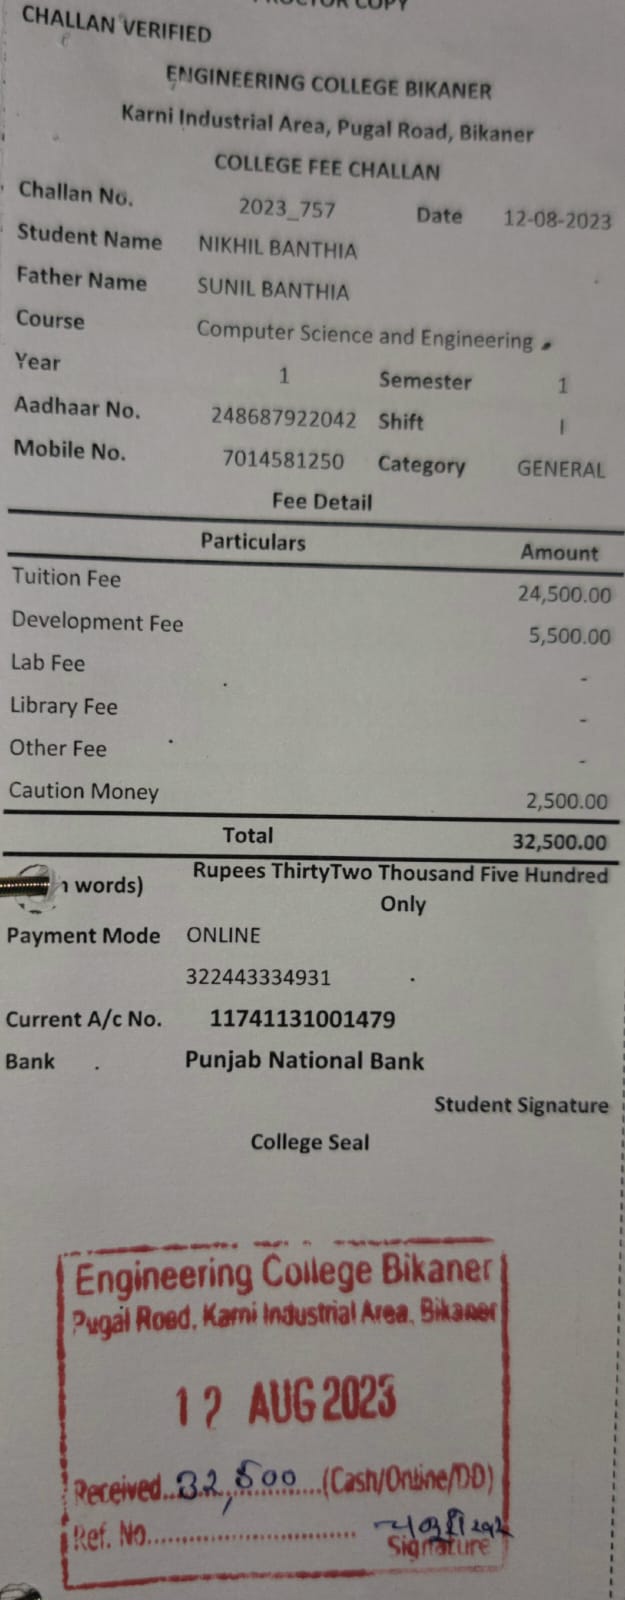 PROCTOR COPY
CHALLAN VERIFIED
ENGINEERING COLLEGE BIKANER
Karni Industrial Area, Pugal Road, Bikaner
COLLEGE FEE CHALLAN
Challan No. 2023_757 Date 12-08-2023
Student Name NIKHIL BANTHIA
Father Name SUNIL BANTHIA
Course Computer Science and Engineering
Year 1 Semester 1
Aadhaar No. 248687922042 Shift I
Mobile No. 7014581250 Category GENERAL
Fee Detail
Particulars Amount
Tuition Fee 24,500.00
Development Fee 5,500.00
Lab Fee -
Library Fee -
Other Fee -
Caution Money 2,500.00
Total 32,500.00
words) Rupees ThirtyTwo Thousand Five Hundred
Only
Payment Mode ONLINE
322443334931
Current A/c No. 11741131001479
Bank Punjab National Bank
Student Signature
College Seal
Engineering College Bikaner
Pugal Road, Karni Industrial Area, Bikaner
12 AUG 2023
Received 32,500 (Cash/Online/DD)
Ref. No.
Signature